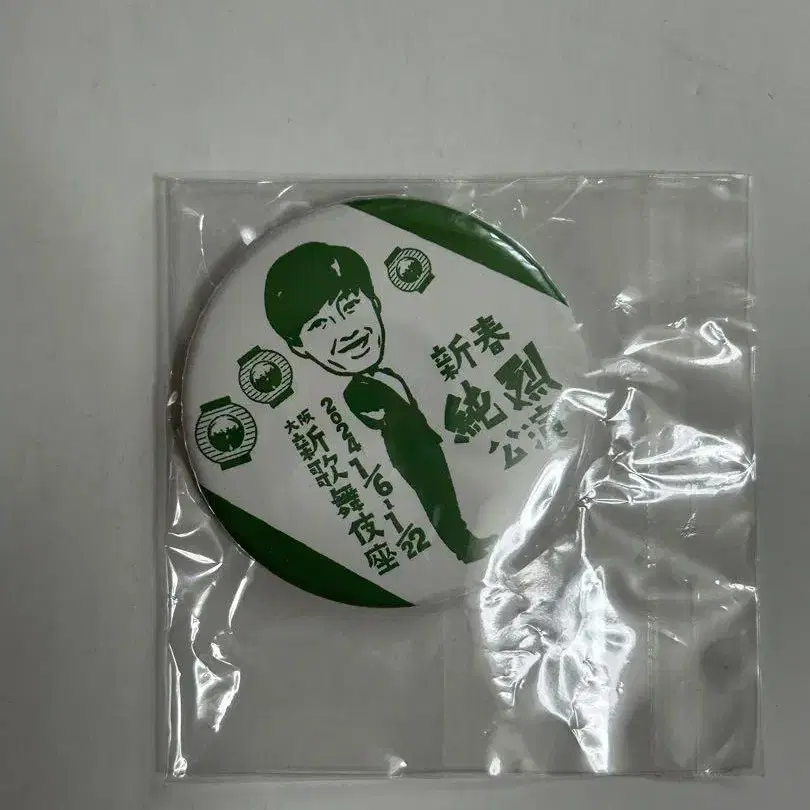 新春
純烈
公演
2024 1/6-1/22
大阪
新歌舞伎座